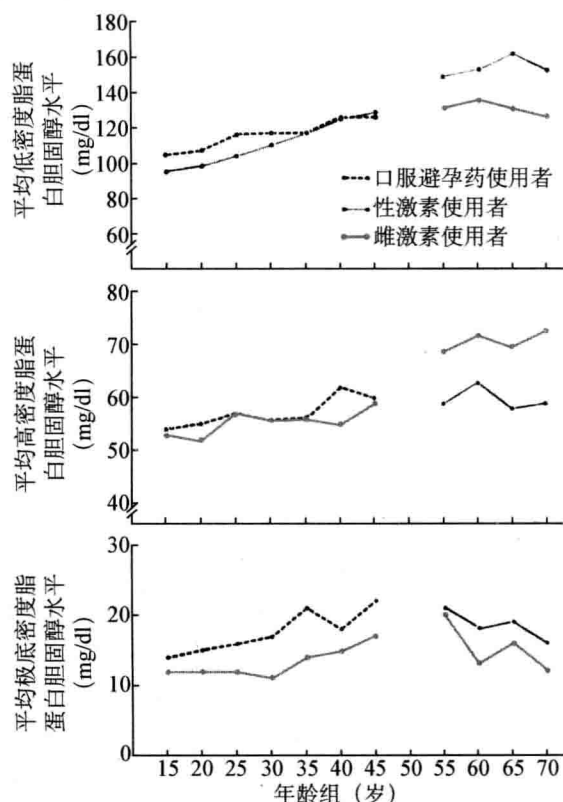 平均低密度脂蛋
白胆固醇水平
(mg/dl)
180
160
140
120
100
80
60
口服避孕药使用者
性激素使用者
雌激素使用者
平均高密度脂蛋
白胆固醇水平
(mg/dl)
80
70
60
50
40
平均极底密度脂
蛋白胆固醇水平
(mg/dl)
30
20
10
0
15 20 25 30 35 40 45 50 55 60 65 70
年龄组（岁）